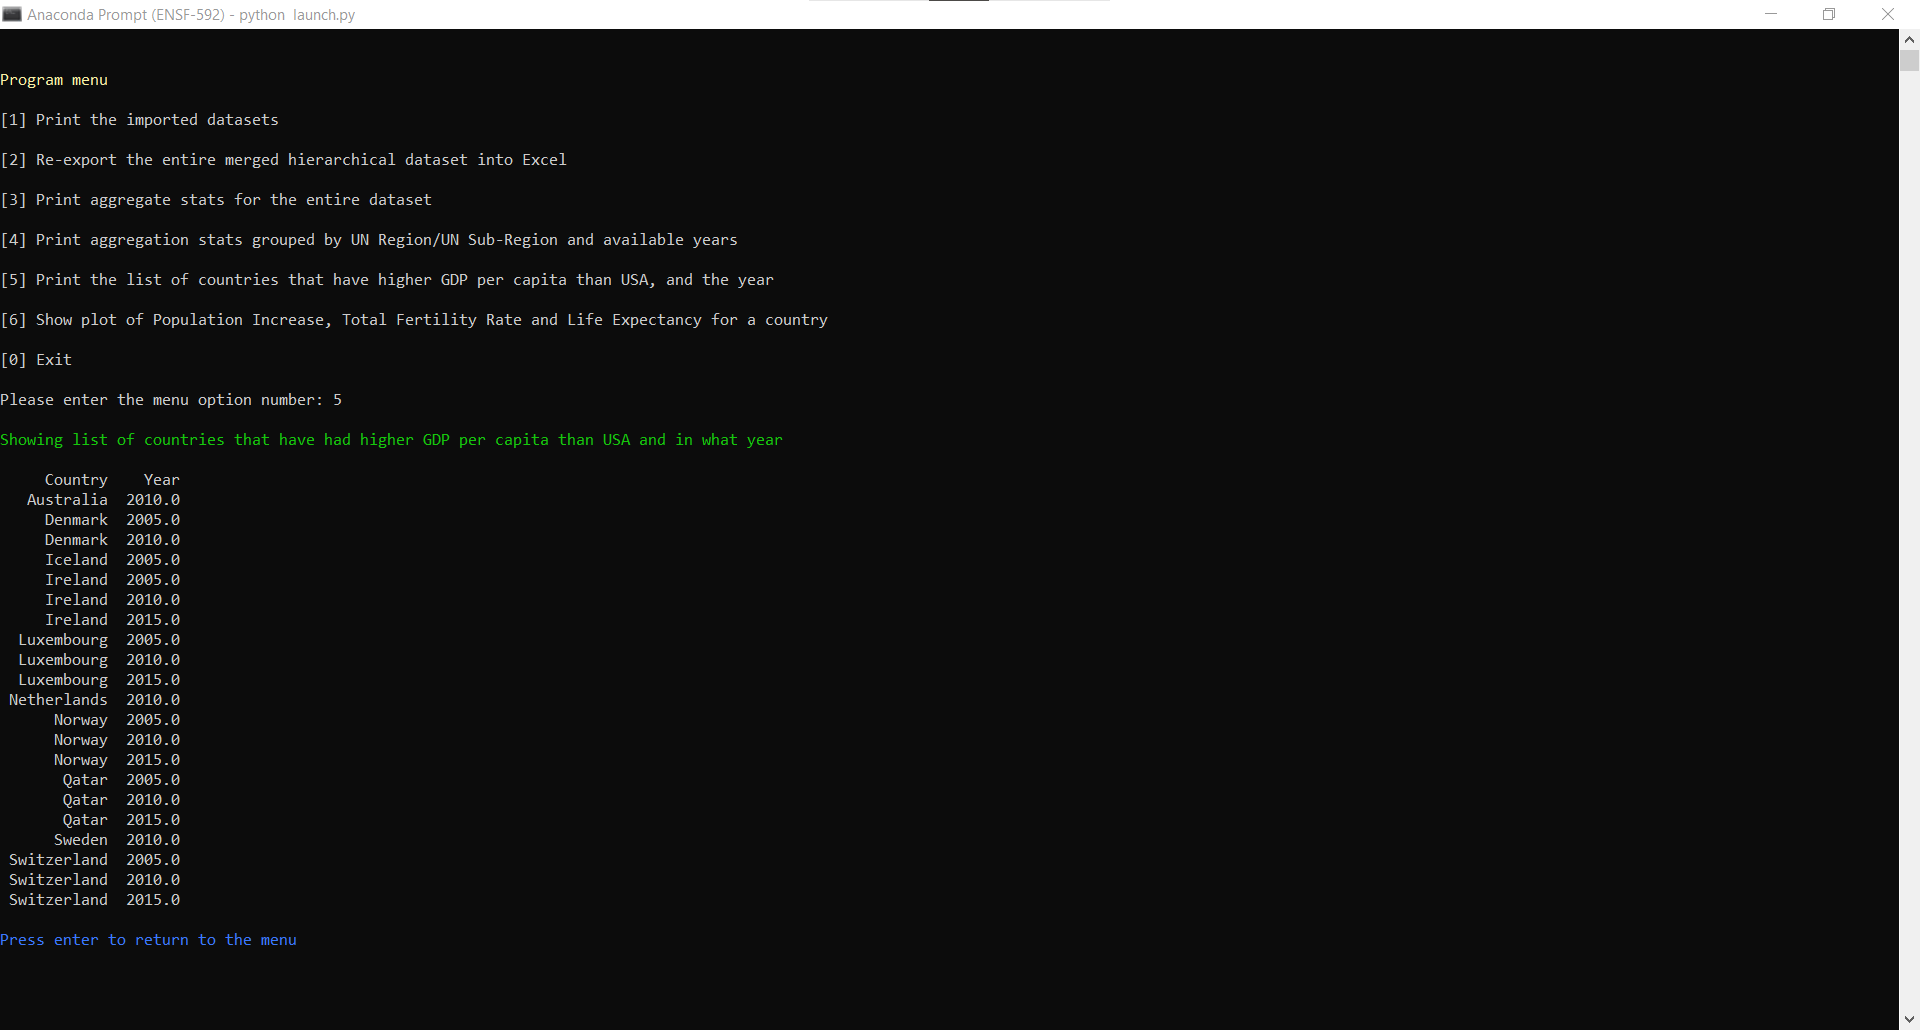 Anaconda Prompt (ENSF-592) - python  launch.py
Program menu
[1] Print the imported datasets
[2] Re-export the entire merged hierarchical dataset into Excel
[3] Print aggregate stats for the entire dataset
[4] Print aggregation stats grouped by UN Region/UN Sub-Region and available years
[5] Print the list of countries that have higher GDP per capita than USA, and the year
[6] Show plot of Population Increase, Total Fertility Rate and Life Expectancy for a country
[0] Exit
Please enter the menu option number: 5
Showing list of countries that have had higher GDP per capita than USA and in what year
     Country    Year
   Australia  2010.0
     Denmark  2005.0
     Denmark  2010.0
     Iceland  2005.0
     Ireland  2005.0
     Ireland  2010.0
     Ireland  2015.0
  Luxembourg  2005.0
  Luxembourg  2010.0
  Luxembourg  2015.0
 Netherlands  2010.0
      Norway  2005.0
      Norway  2010.0
      Norway  2015.0
       Qatar  2005.0
       Qatar  2010.0
       Qatar  2015.0
      Sweden  2010.0
 Switzerland  2005.0
 Switzerland  2010.0
 Switzerland  2015.0
Press enter to return to the menu